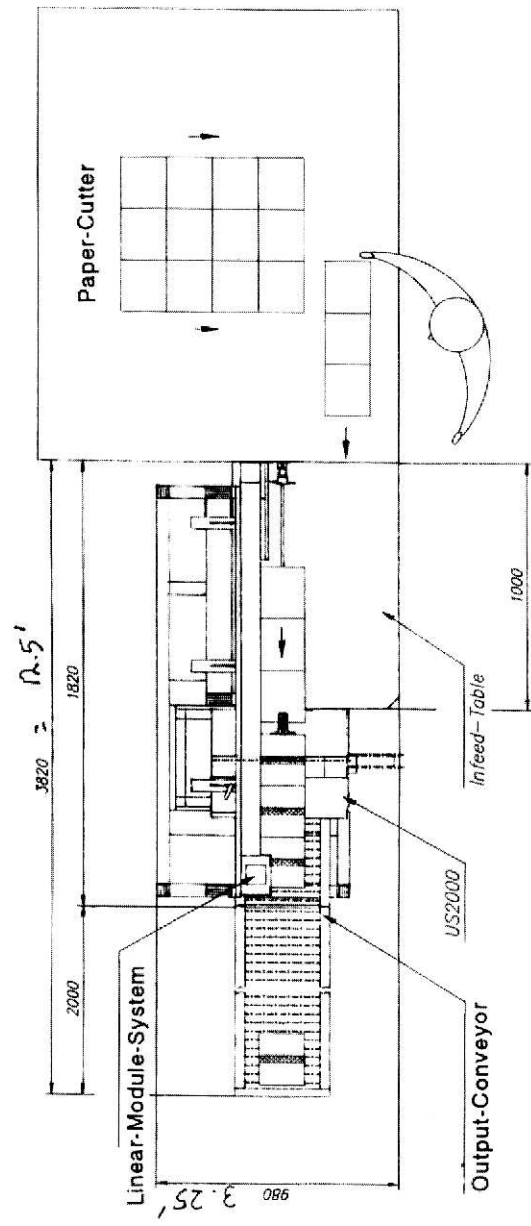 Paper-Cutter
3820 = 12.5'
1820
2000
1000
Infeed-Table
US2000
Linear-Module-System
Output-Conveyor
980
3.25'